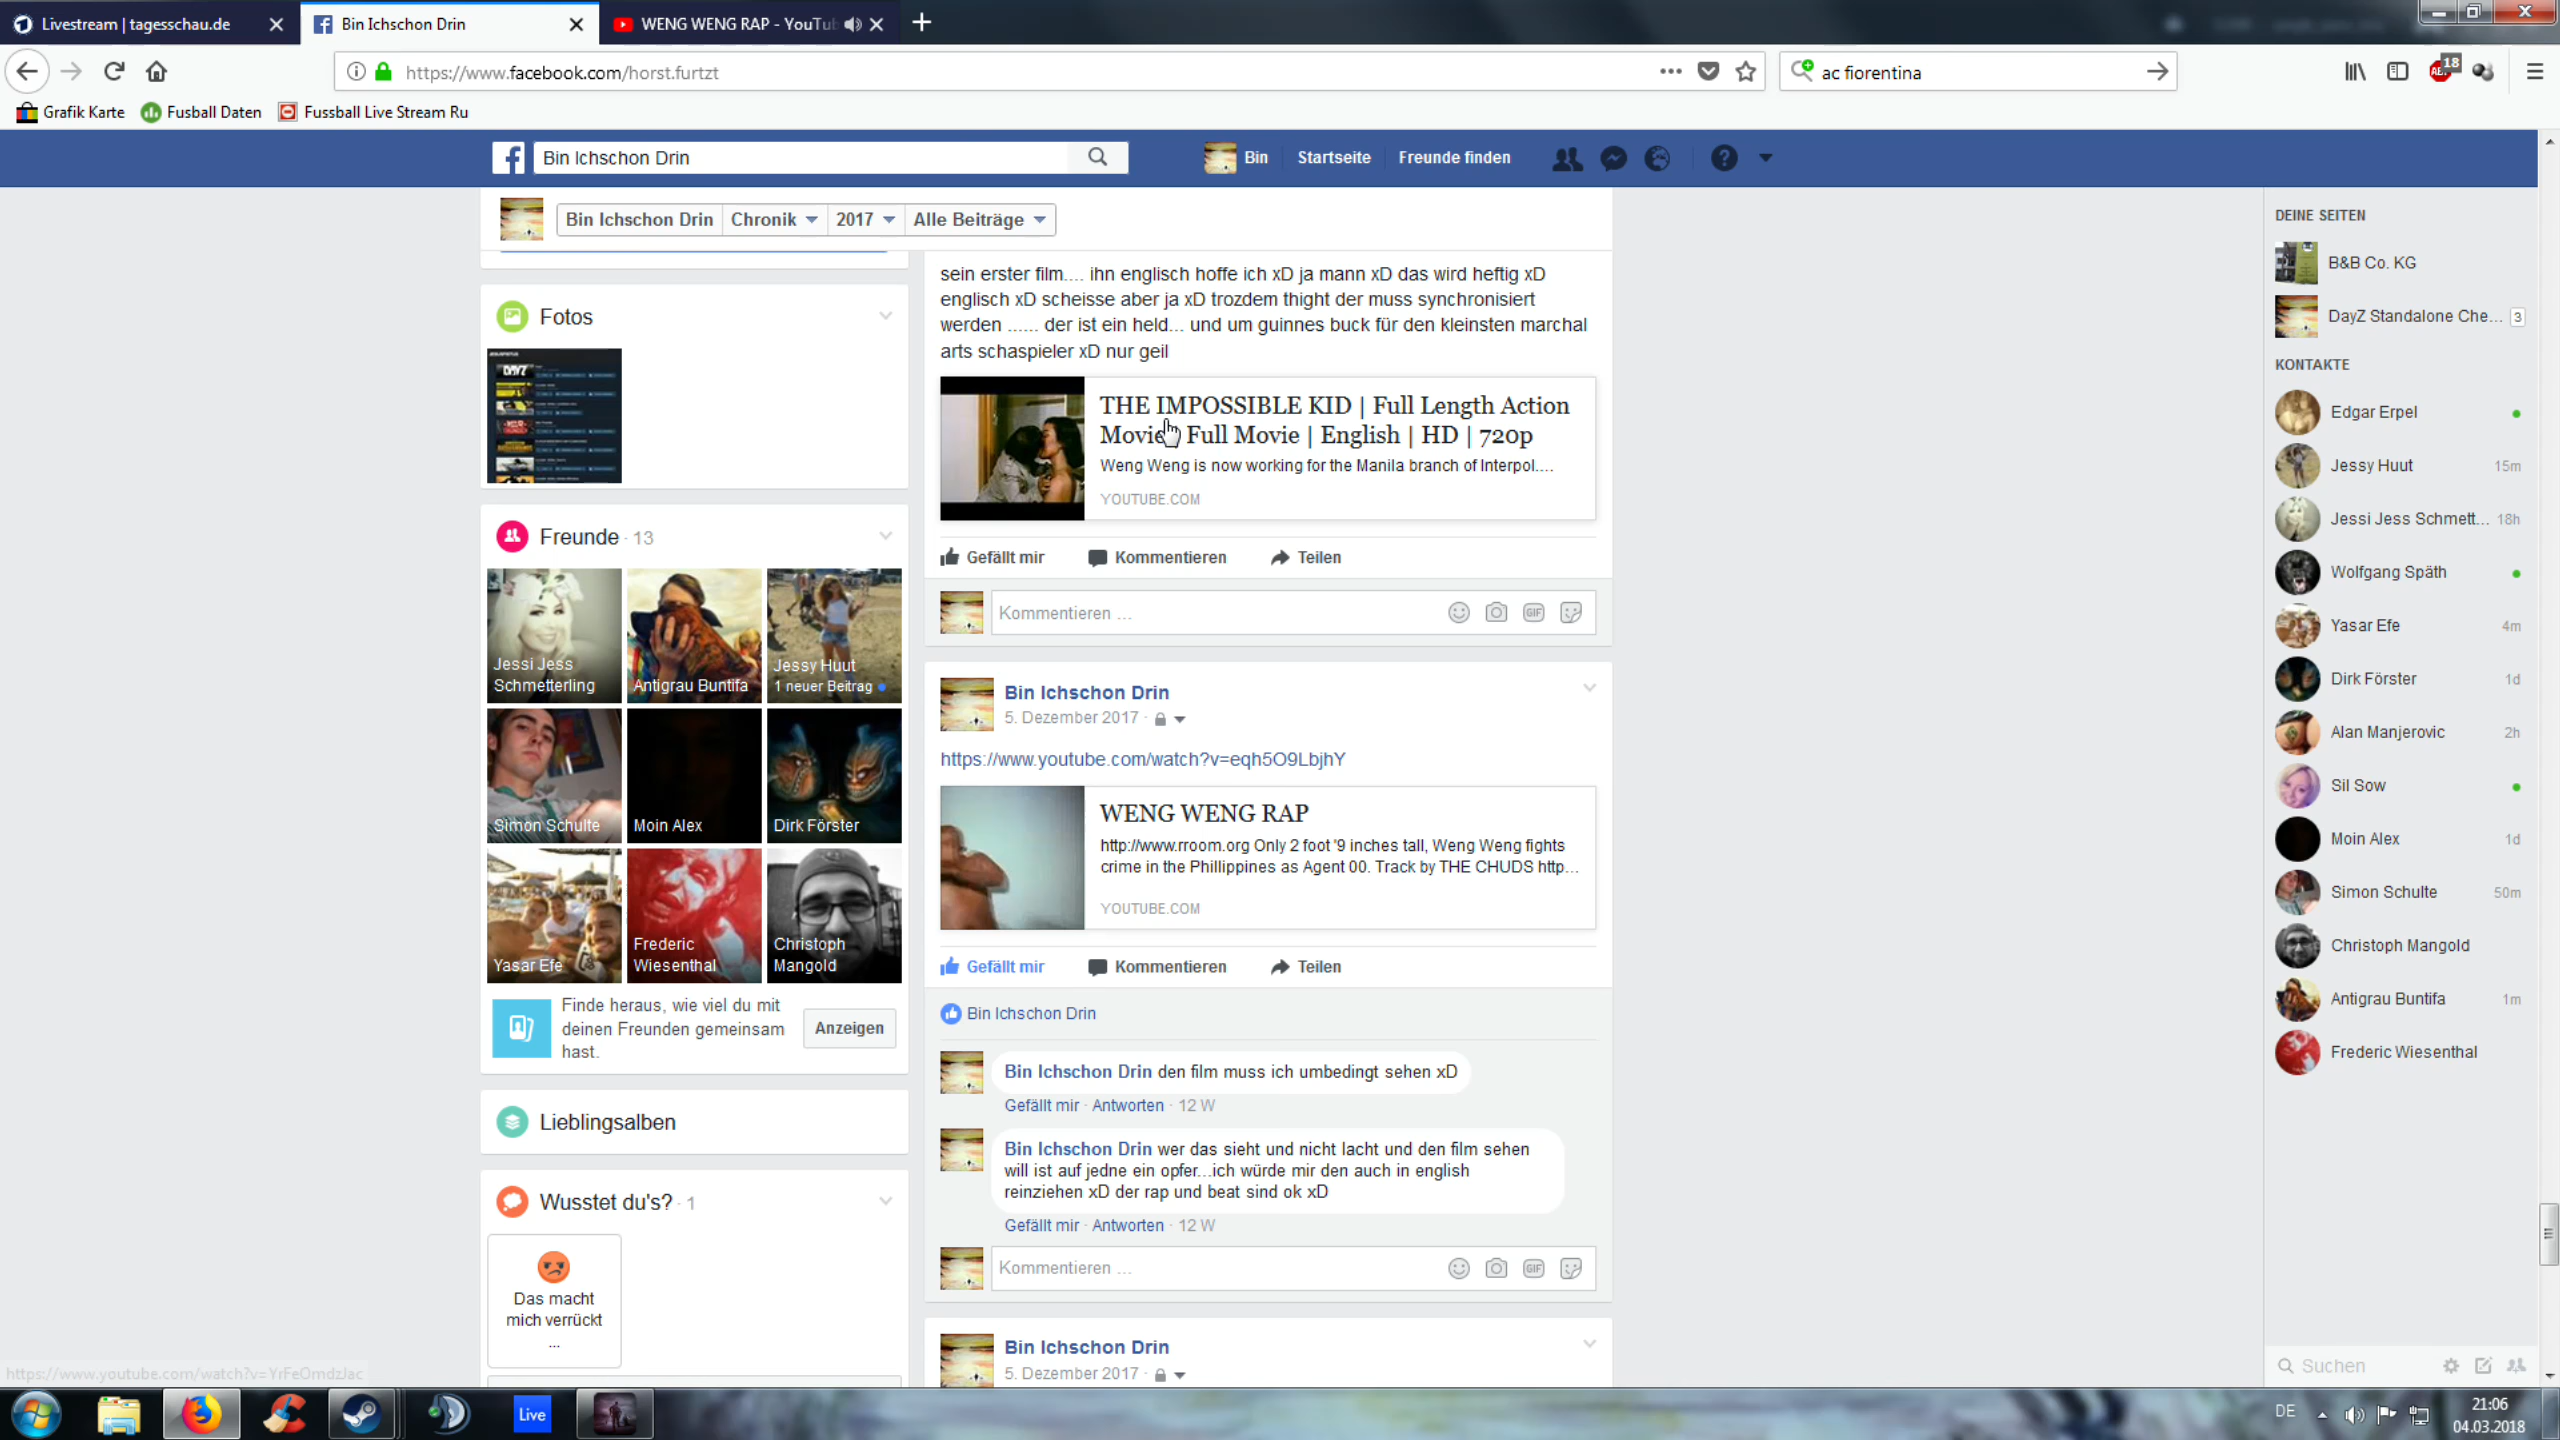 Livestream | tagesschau.de
Bin Ichschon Drin
WENG WENG RAP - YouTub
https://www.facebook.com/horst.furtzt
ac fiorentina
18
Grafik Karte
Fusball Daten
Fussball Live Stream Ru
Bin Ichschon Drin
Bin
Startseite
Freunde finden
Bin Ichschon Drin
Chronik
2017
Alle Beiträge
Fotos
DAYZ
Freunde · 13
Jessi Jess
Schmetterling
Antigrau Buntifa
Jessy Huut
1 neuer Beitrag
Simon Schulte
Moin Alex
Dirk Förster
Yasar Efe
Frederic
Wiesenthal
Christoph
Mangold
Finde heraus, wie viel du mit
deinen Freunden gemeinsam
hast.
Anzeigen
Lieblingsalben
Wusstet du's? · 1
Das macht
mich verrückt
...
sein erster film.... ihn englisch hoffe ich xD ja mann xD das wird heftig xD
englisch xD scheisse aber ja xD trozdem thight der muss synchronisiert
werden ...... der ist ein held... und um guinnes buck für den kleinsten marchal
arts schaspieler xD nur geil
THE IMPOSSIBLE KID | Full Length Action
Movie | Full Movie | English | HD | 720p
Weng Weng is now working for the Manila branch of Interpol....
YOUTUBE.COM
Gefällt mir
Kommentieren
Teilen
Kommentieren ...
GIF
Bin Ichschon Drin
5. Dezember 2017 ·
https://www.youtube.com/watch?v=eqh5O9LbjhY
WENG WENG RAP
http://www.rroom.org Only 2 foot '9 inches tall, Weng Weng fights
crime in the Phillippines as Agent 00. Track by THE CHUDS http...
YOUTUBE.COM
Gefällt mir
Kommentieren
Teilen
Bin Ichschon Drin
Bin Ichschon Drin den film muss ich umbedingt sehen xD
Gefällt mir · Antworten · 12 W
Bin Ichschon Drin wer das sieht und nicht lacht und den film sehen
will ist auf jedne ein opfer...ich würde mir den auch in english
reinziehen xD der rap und beat sind ok xD
Gefällt mir · Antworten · 12 W
Kommentieren ...
GIF
Bin Ichschon Drin
5. Dezember 2017 ·
DEINE SEITEN
B&B Co. KG
DayZ Standalone Che... 3
KONTAKTE
Edgar Erpel
Jessy Huut 15m
Jessi Jess Schmett... 18h
Wolfgang Späth
Yasar Efe 4m
Dirk Förster 1d
Alan Manjerovic 2h
Sil Sow
Moin Alex 1d
Simon Schulte 50m
Christoph Mangold
Antigrau Buntifa 1m
Frederic Wiesenthal
Suchen
https://www.youtube.com/watch?v=YrFeOmdzJac
Live
DE
21:06
04.03.2018